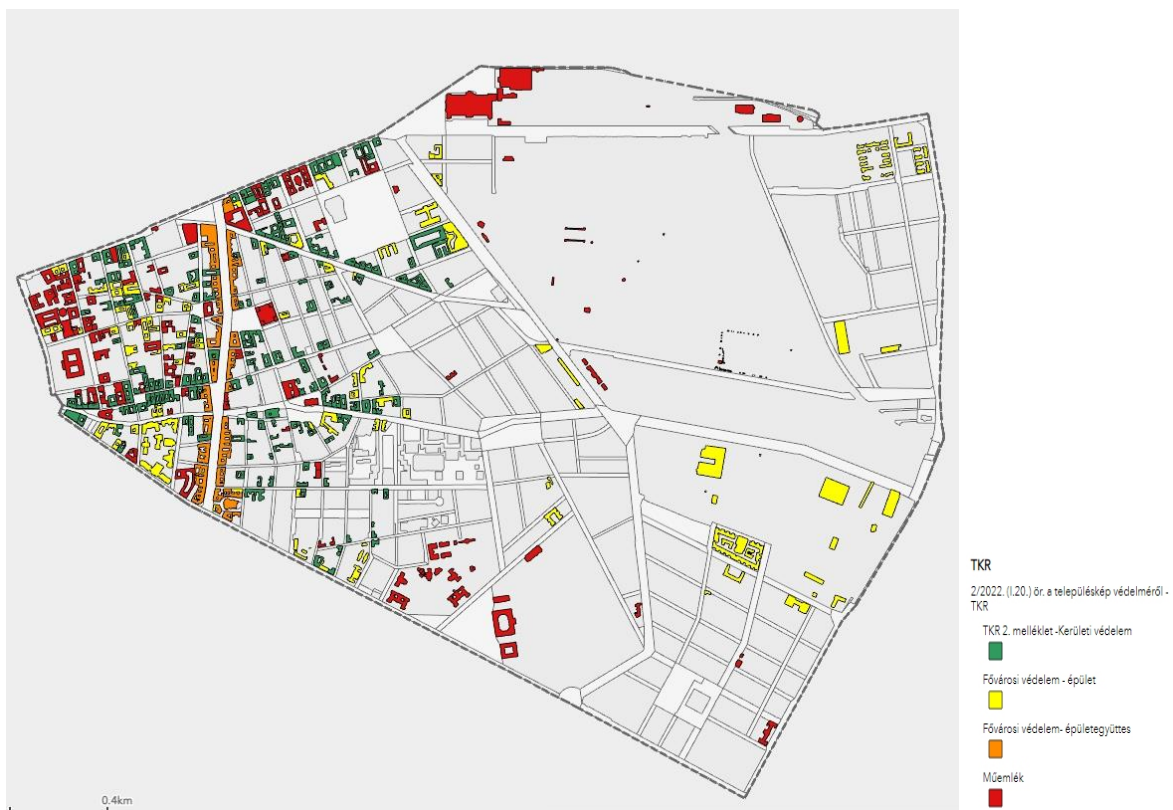 TKR
2/2022. (I.20.) ör. a településkép védelméről -
TKR
TKR 2. melléklet -Kerületi védelem
Fővárosi védelem - épület
Fővárosi védelem- épületegyüttes
Műemlék
0.4km